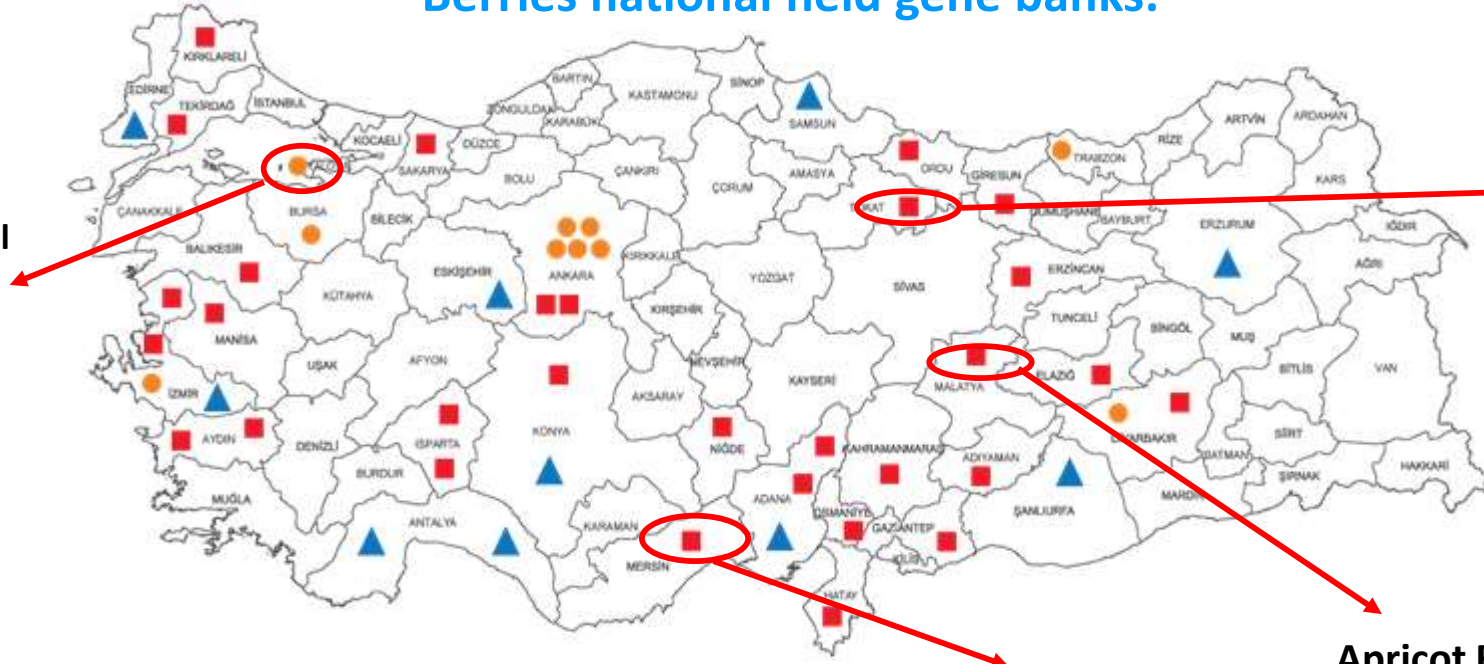 Berries national field gene banks.
KIRKLARELİ
EDİRNE
TEKİRDAĞ
İSTANBUL
KOCAELİ
SAKARYA
DÜZCE
ZONGULDAK
BARTIN
KARABÜK
KASTAMONU
SİNOP
SAMSUN
ORDU
GİRESUN
TRABZON
RİZE
ARTVİN
ARDAHAN
KARS
ÇANAKKALE
BURSA
BİLECİK
BOLU
ÇANKIRI
ÇORUM
AMASYA
GÜMÜŞHANE
BAYBURT
ERZURUM
IĞDIR
AĞRI
l
BALIKESİR
KÜTAHYA
ESKİŞEHİR
ANKARA
KIRIKKALE
YOZGAT
SİVAS
ERZİNCAN
TUNCELİ
BİNGÖL
MUŞ
BİTLİS
VAN
MANİSA
UŞAK
AFYON
KIRŞEHİR
NEVŞEHİR
KAYSERİ
MALATYA
ELAZIĞ
İZMİR
AYDIN
DENİZLİ
ISPARTA
KONYA
AKSARAY
NİĞDE
KAHRAMANMARAŞ
ADIYAMAN
DİYARBAKIR
BATMAN
SİİRT
ŞIRNAK
HAKKARİ
MUĞLA
BURDUR
ANTALYA
KARAMAN
MERSİN
ADANA
OSMANİYE
GAZİANTEP
KİLİS
ŞANLIURFA
MARDİN
HATAY
Apricot